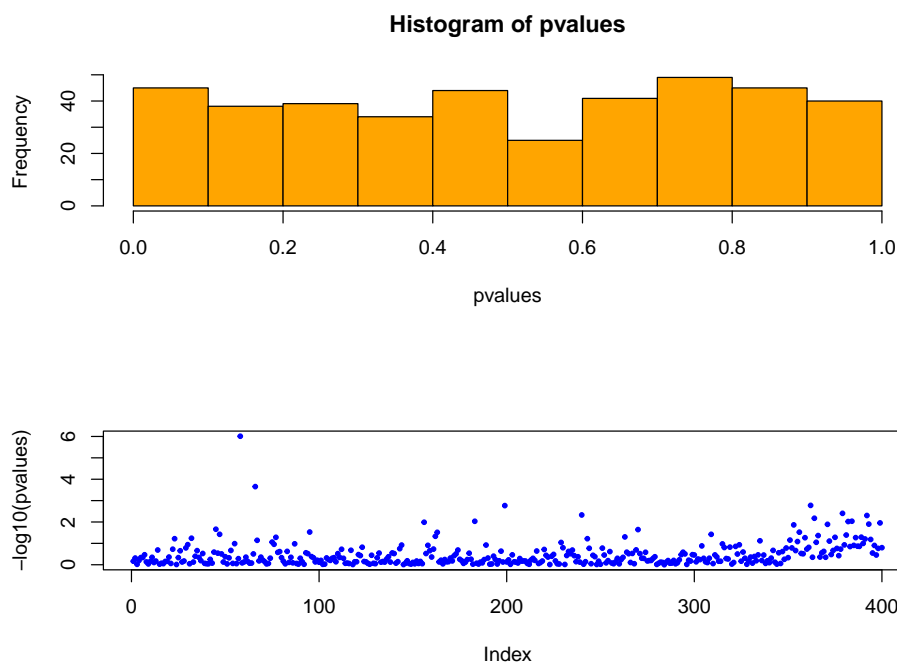 Histogram of pvalues
Frequency
0 20 40
0.0 0.2 0.4 0.6 0.8 1.0
pvalues
−log10(pvalues)
0 2 4 6
0 100 200 300 400
Index